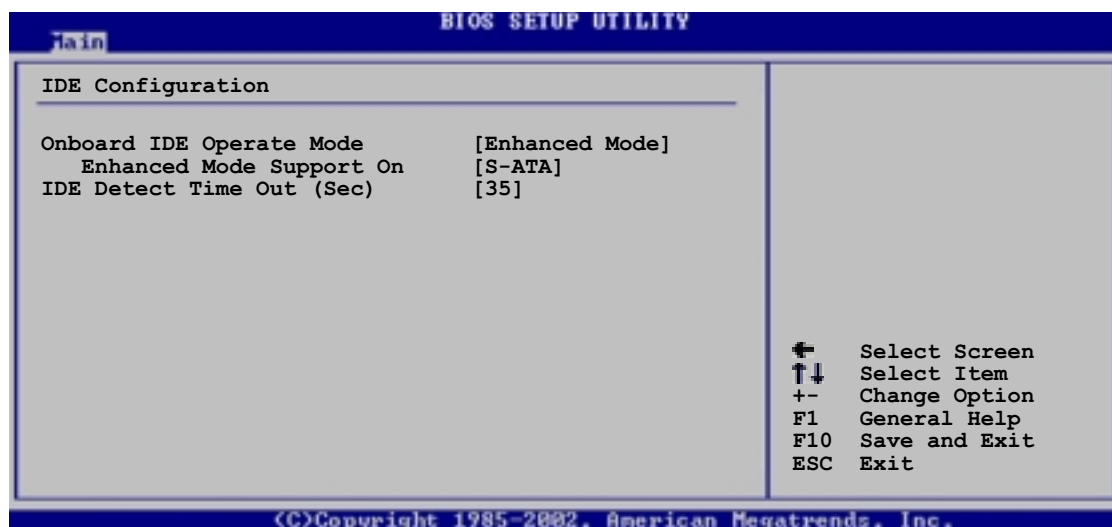 BIOS SETUP UTILITY
Main
IDE Configuration
Onboard IDE Operate Mode [Enhanced Mode]
Enhanced Mode Support On [S-ATA]
IDE Detect Time Out (Sec) [35]
← Select Screen
↑↓ Select Item
+- Change Option
F1 General Help
F10 Save and Exit
ESC Exit
(C)Copyright 1985-2002, American Megatrends, Inc.